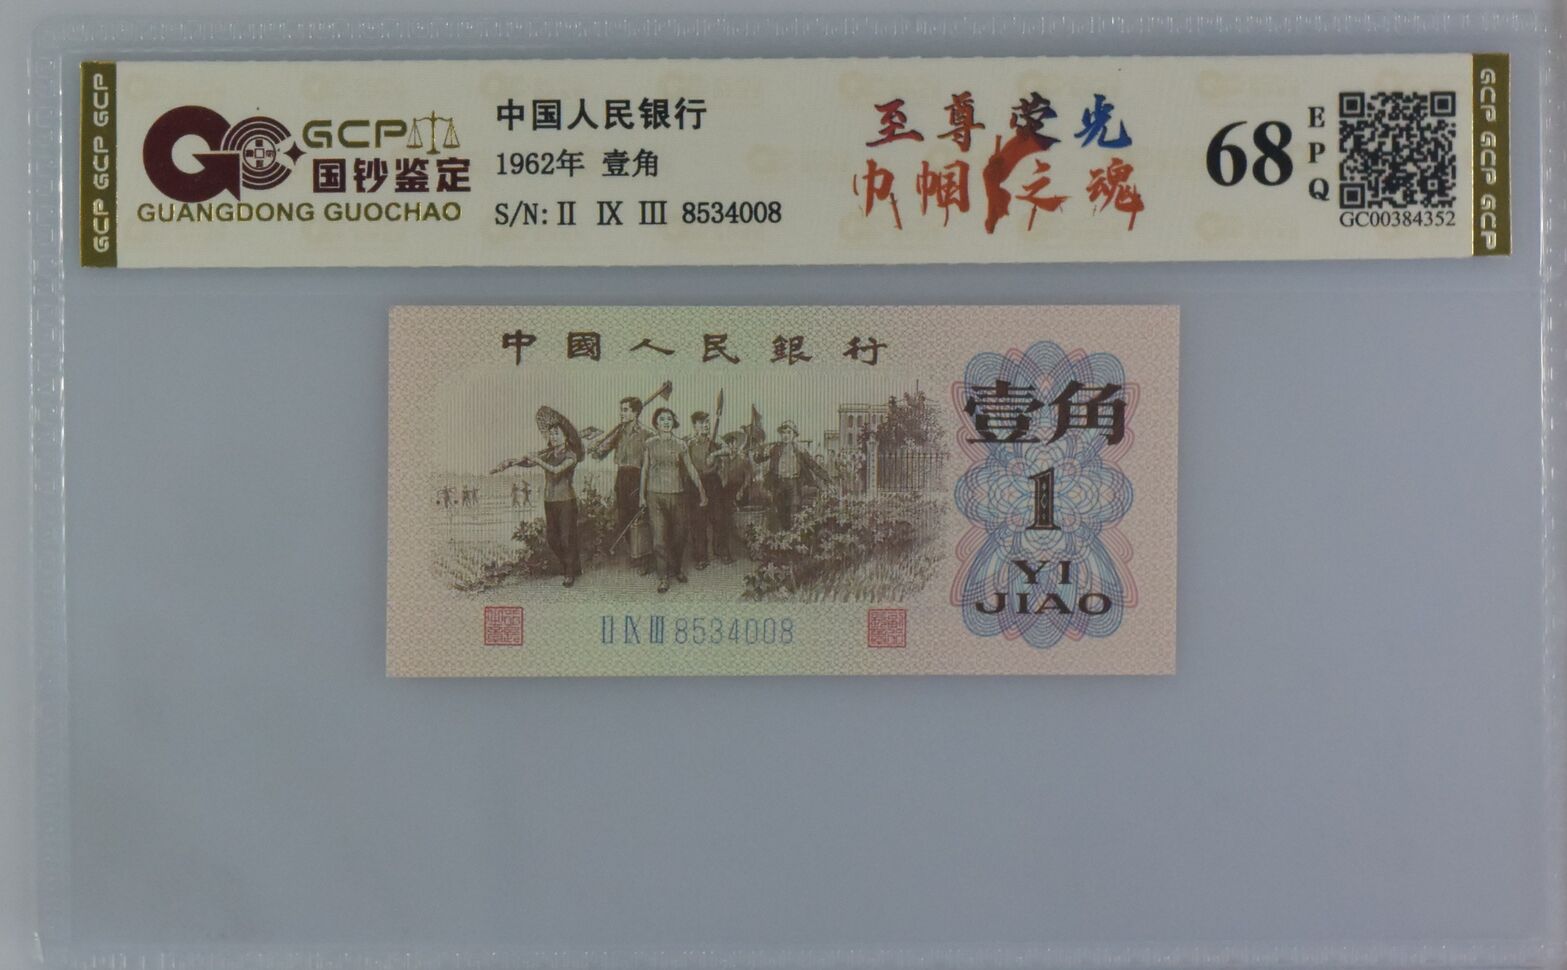 GCP GCP GCP
GCP
国钞鉴定
GUANGDONG GUOCHAO
中国人民银行
1962年 壹角
S/N: II IX III 8534008
至尊荣光
巾帼之魂
68
EPQ
GC00384352
GCP GCP GCP
中國人民銀行
壹角
1
YI
JIAO
II IX III 8534008